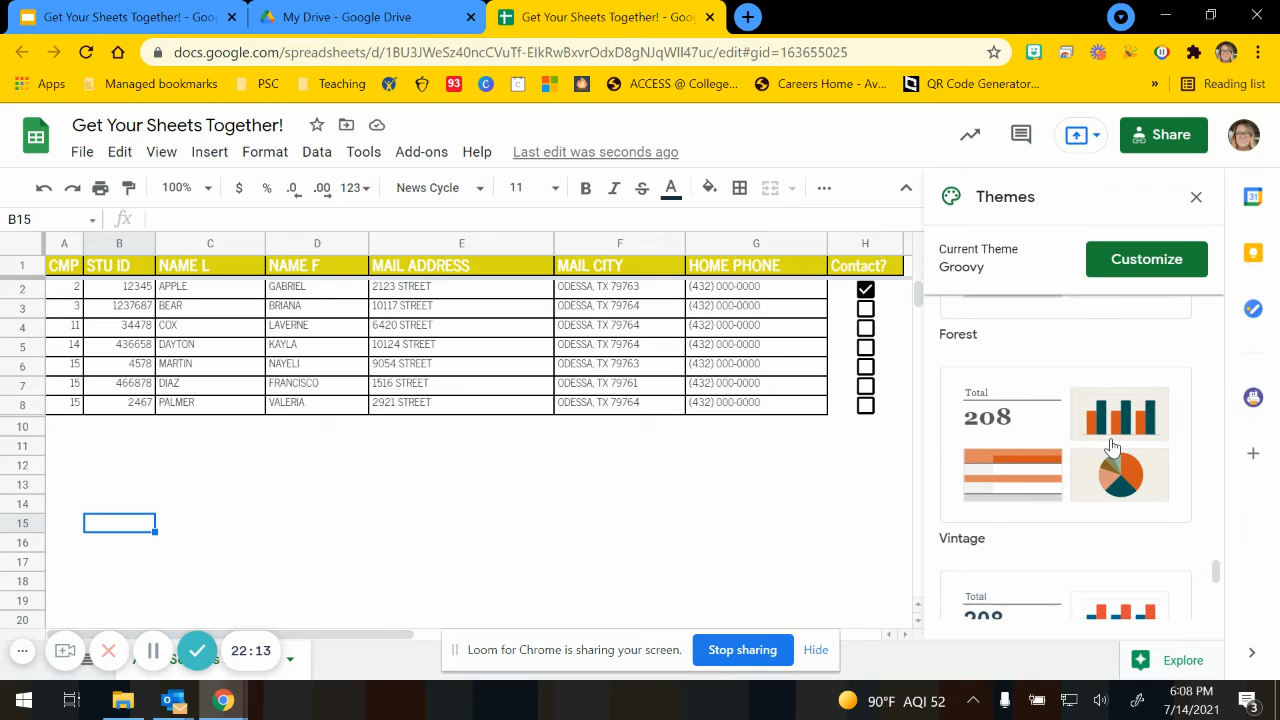 Get Your Sheets Together! - Goo
My Drive - Google Drive
Get Your Sheets Together! - Goo
docs.google.com/spreadsheets/d/1BU3JWeSz40ncCVuTf-EIkRwBxvrOdxD8gNJqWll47uc/edit#gid=163655025
Apps
Managed bookmarks
PSC
Teaching
93
ACCESS @ College...
Careers Home - Av...
QR Code Generator...
»
Reading list
Get Your Sheets Together!
File Edit View Insert Format Data Tools Add-ons Help Last edit was seconds ago
Share
100% $ % .0 .00 123 News Cycle 11 B I S A
B15 fx
Themes
Current Theme
Groovy
Customize
A B C D E F G H
1 CMP STU ID NAME L NAME F MAIL ADDRESS MAIL CITY HOME PHONE Contact?
2 2 12345 APPLE GABRIEL 2123 STREET ODESSA, TX 79763 (432) 000-0000
3 3 1237687 BEAR BRIANA 10117 STREET ODESSA, TX 79764 (432) 000-0000
4 11 34478 COX LAVERNE 6420 STREET ODESSA, TX 79764 (432) 000-0000
5 14 436658 DAYTON KAYLA 10124 STREET ODESSA, TX 79764 (432) 000-0000
6 15 4578 MARTIN NAYELI 9054 STREET ODESSA, TX 79763 (432) 000-0000
7 15 466878 DIAZ FRANCISCO 1516 STREET ODESSA, TX 79761 (432) 000-0000
8 15 2467 PALMER VALERIA 2921 STREET ODESSA, TX 79764 (432) 000-0000
10
11
12
13
14
15
16
17
18
19
20
Forest
Total
208
Vintage
Total
208
31
22:13
Loom for Chrome is sharing your screen.
Stop sharing
Hide
Explore
90°F AQI 52
6:08 PM
7/14/2021
3